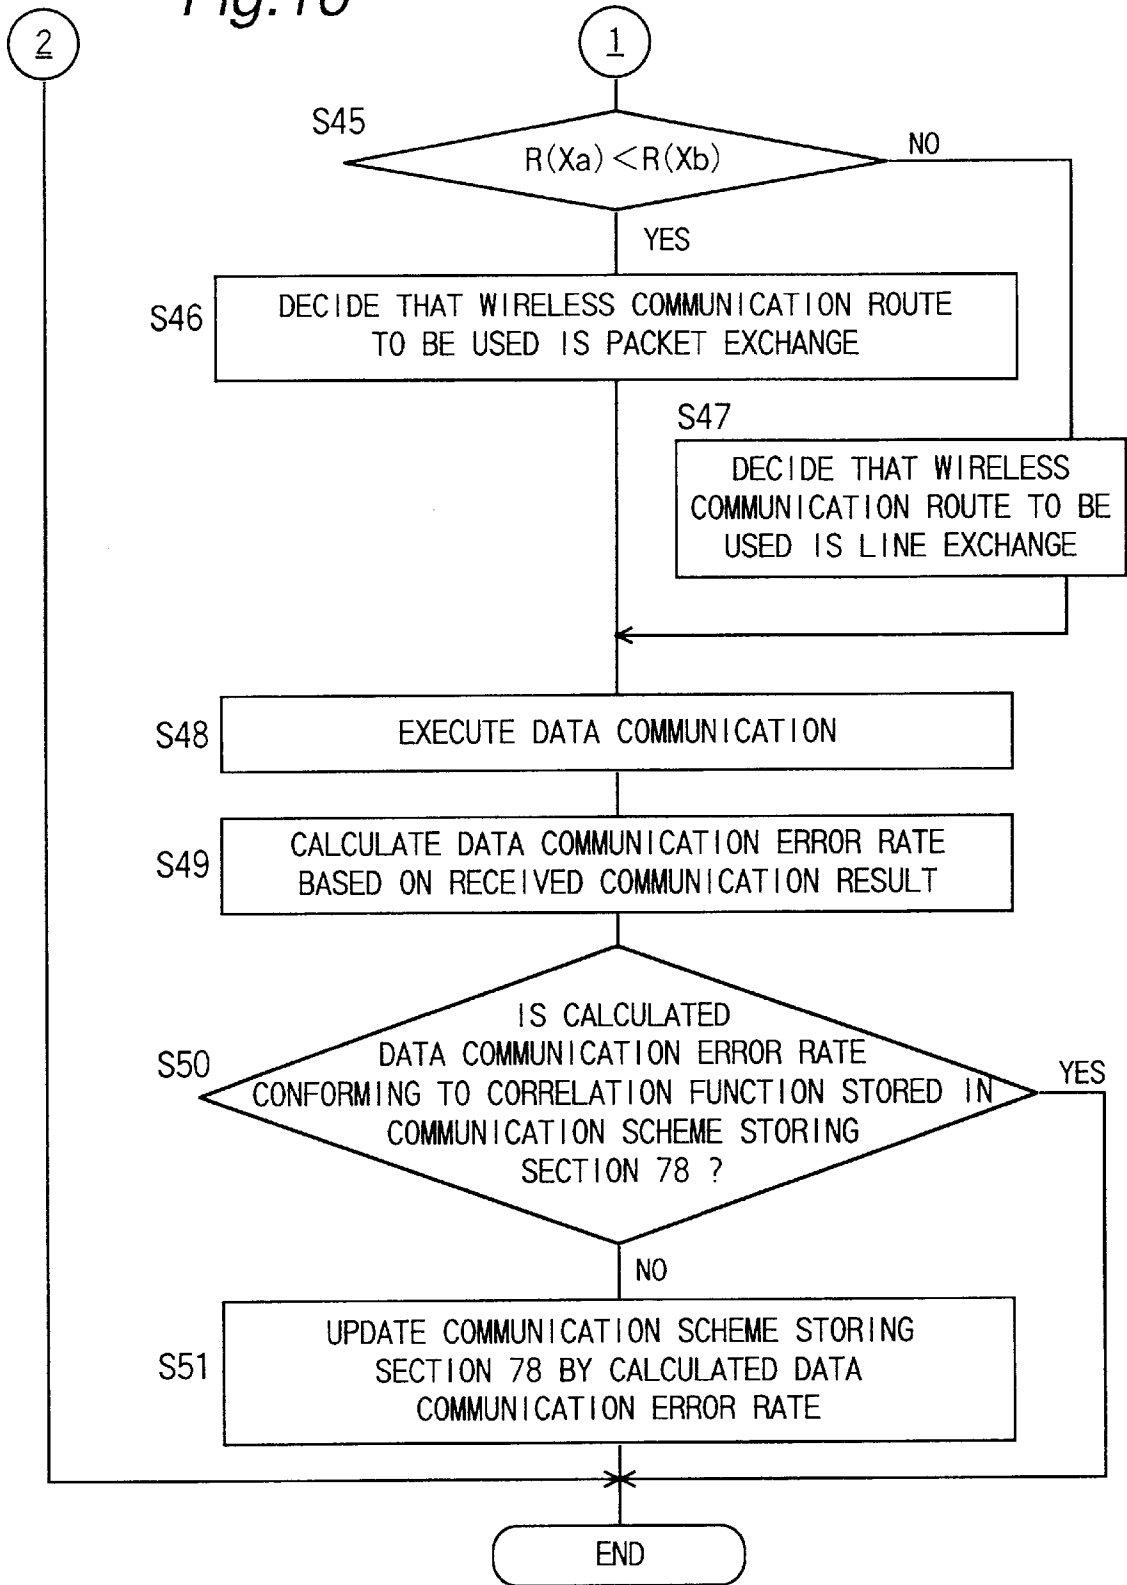 2
1
S45
R(Xa)<R(Xb)
NO
YES
S46
DECIDE THAT WIRELESS COMMUNICATION ROUTE
TO BE USED IS PACKET EXCHANGE
S47
DECIDE THAT WIRELESS
COMMUNICATION ROUTE TO BE
USED IS LINE EXCHANGE
S48
EXECUTE DATA COMMUNICATION
S49
CALCULATE DATA COMMUNICATION ERROR RATE
BASED ON RECEIVED COMMUNICATION RESULT
S50
IS CALCULATED
DATA COMMUNICATION ERROR RATE
CONFORMING TO CORRELATION FUNCTION STORED IN
COMMUNICATION SCHEME STORING
SECTION 78 ?
YES
NO
S51
UPDATE COMMUNICATION SCHEME STORING
SECTION 78 BY CALCULATED DATA
COMMUNICATION ERROR RATE
END